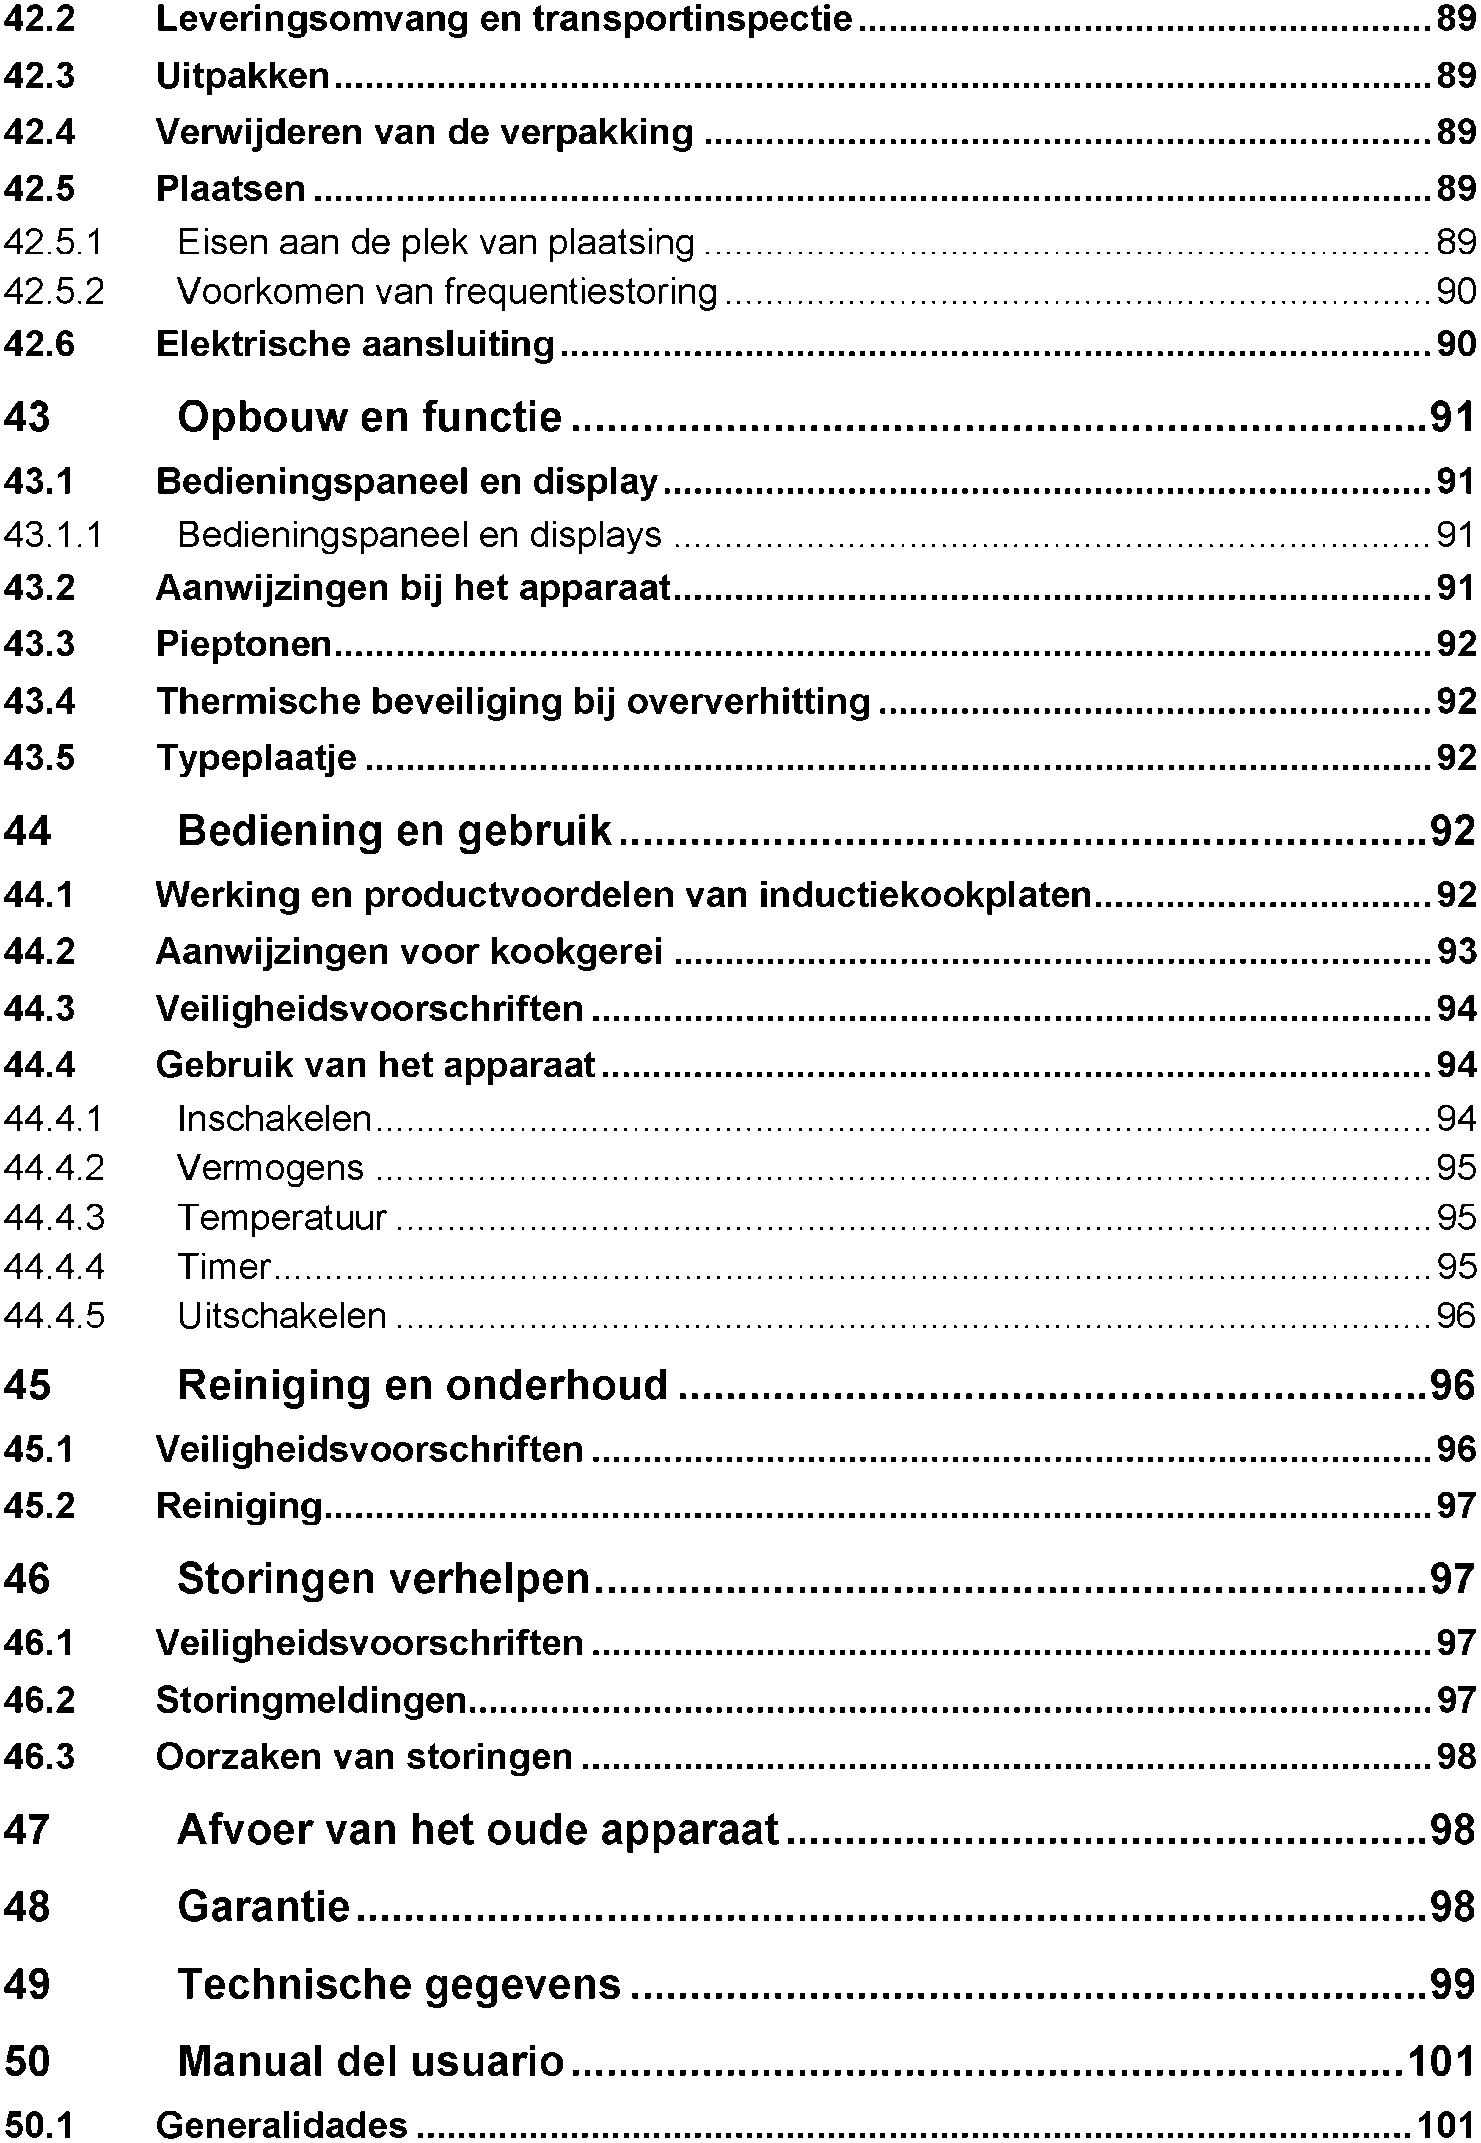 42.2 Leveringsomvang en transportinspectie 89
42.3 Uitpakken 89
42.4 Verwijderen van de verpakking 89
42.5 Plaatsen 89
42.5.1 Eisen aan de plek van plaatsing 89
42.5.2 Voorkomen van frequentiestoring 90
42.6 Elektrische aansluiting 90
43 Opbouw en functie 91
43.1 Bedieningspaneel en display 91
43.1.1 Bedieningspaneel en displays 91
43.2 Aanwijzingen bij het apparaat 91
43.3 Pieptonen 92
43.4 Thermische beveiliging bij oververhitting 92
43.5 Typeplaatje 92
44 Bediening en gebruik 92
44.1 Werking en productvoordelen van inductiekookplaten 92
44.2 Aanwijzingen voor kookgerei 93
44.3 Veiligheidsvoorschriften 94
44.4 Gebruik van het apparaat 94
44.4.1 Inschakelen 94
44.4.2 Vermogens 95
44.4.3 Temperatuur 95
44.4.4 Timer 95
44.4.5 Uitschakelen 96
45 Reiniging en onderhoud 96
45.1 Veiligheidsvoorschriften 96
45.2 Reiniging 97
46 Storingen verhelpen 97
46.1 Veiligheidsvoorschriften 97
46.2 Storingmeldingen 97
46.3 Oorzaken van storingen 98
47 Afvoer van het oude apparaat 98
48 Garantie 98
49 Technische gegevens 99
50 Manual del usuario 101
50.1 Generalidades 101